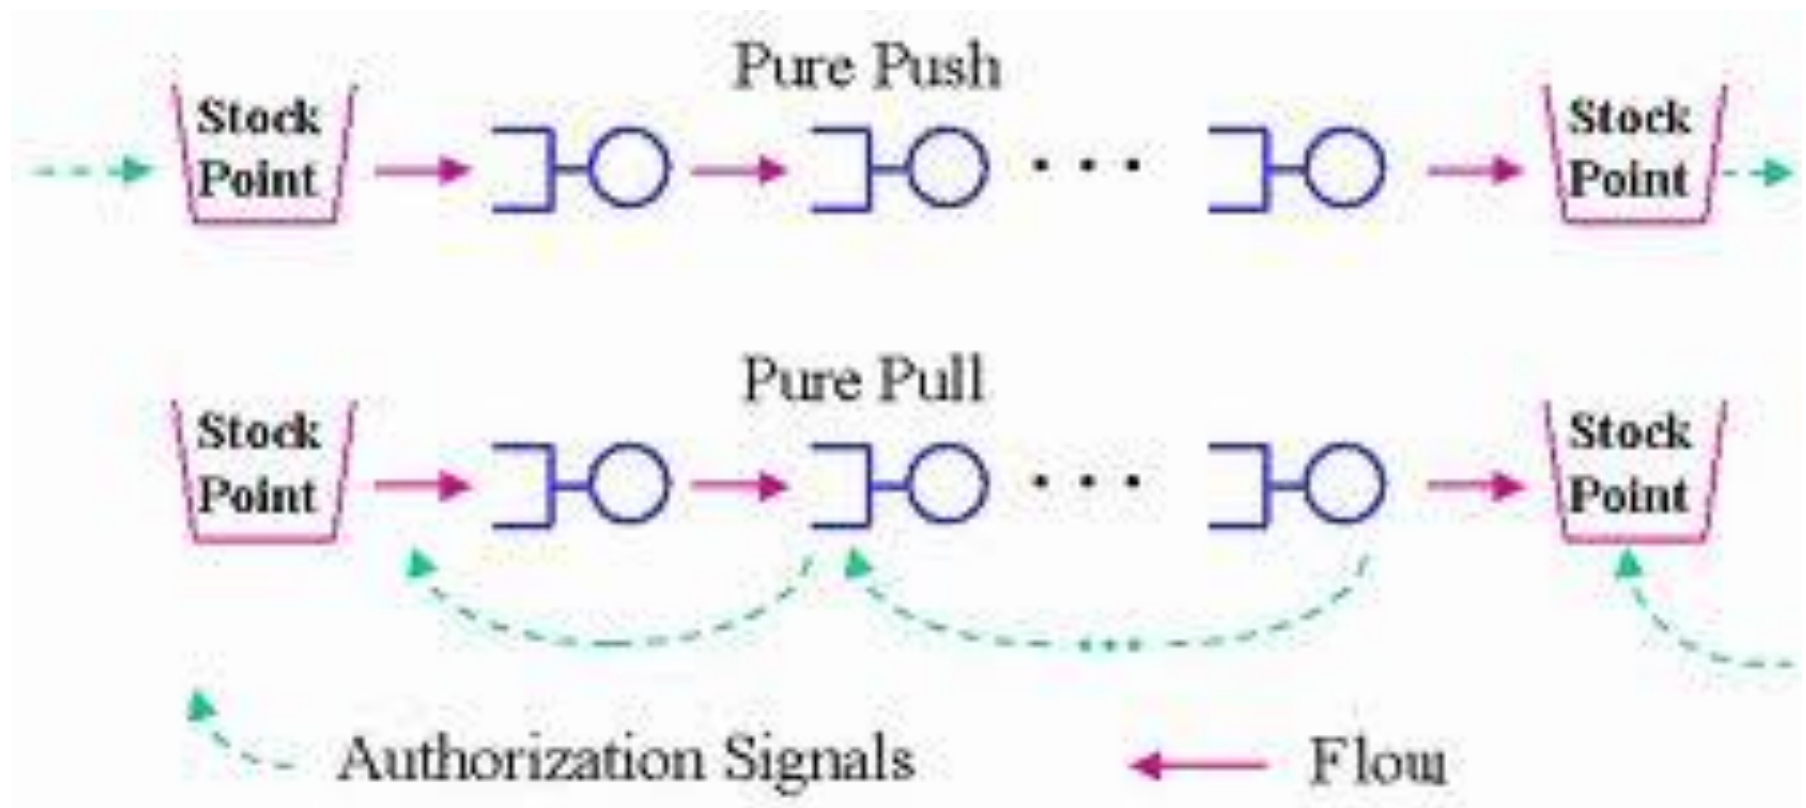 Pure Push
Stock
Point
Stock
Point
Pure Pull
Stock
Point
Stock
Point
Authorization Signals
Flow